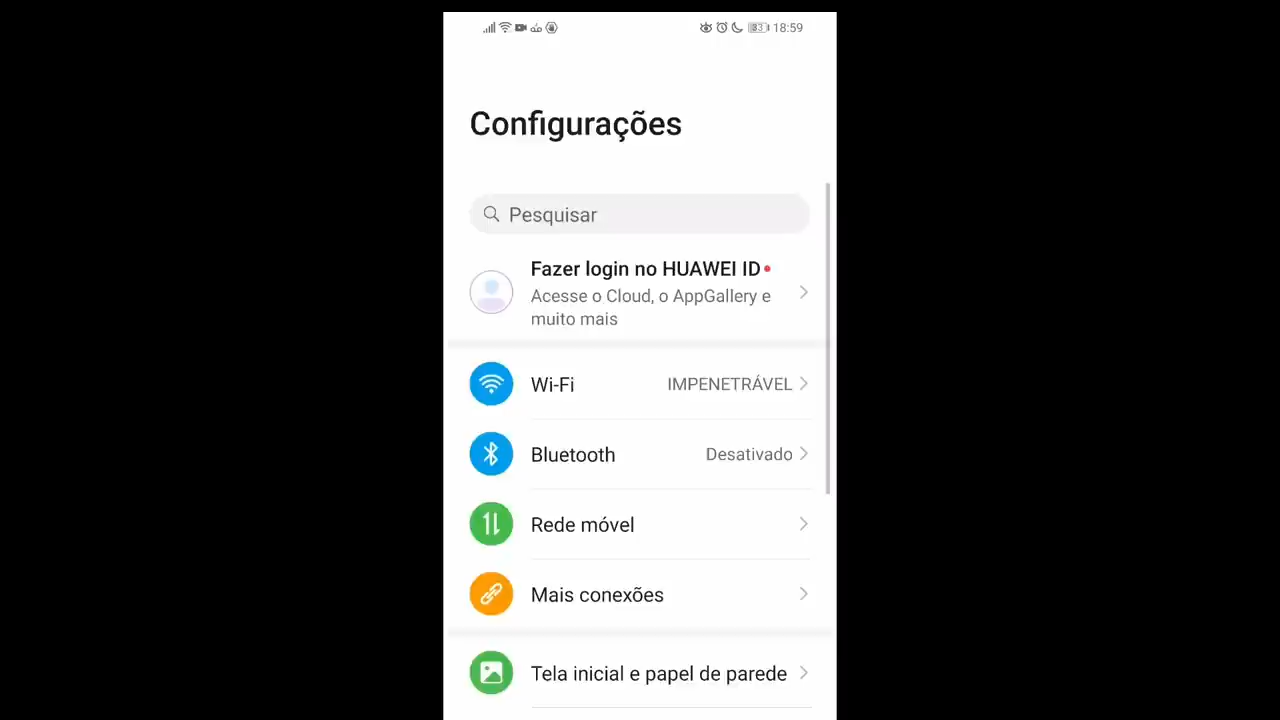 83 18:59
Configurações
Pesquisar
Fazer login no HUAWEI ID
Acesse o Cloud, o AppGallery e
muito mais
Wi-Fi IMPENETRÁVEL
Bluetooth Desativado
Rede móvel
Mais conexões
Tela inicial e papel de parede